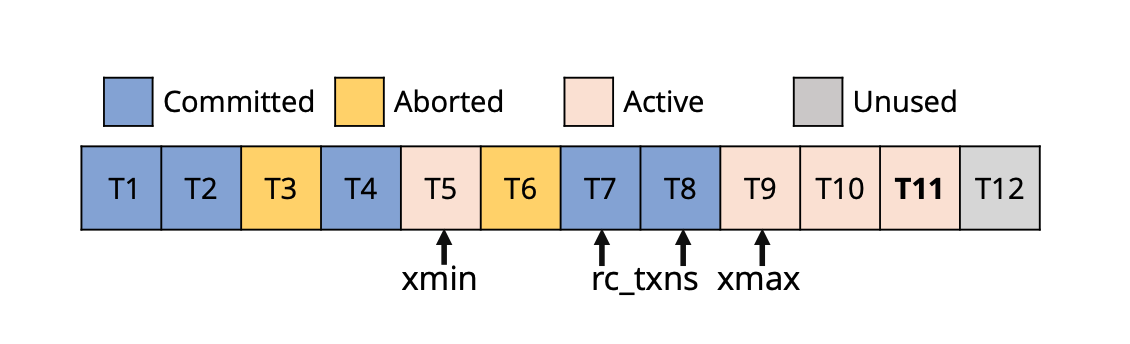 Committed Aborted Active Unused
T1 T2 T3 T4 T5 T6 T7 T8 T9 T10 T11 T12
xmin rc_txns xmax